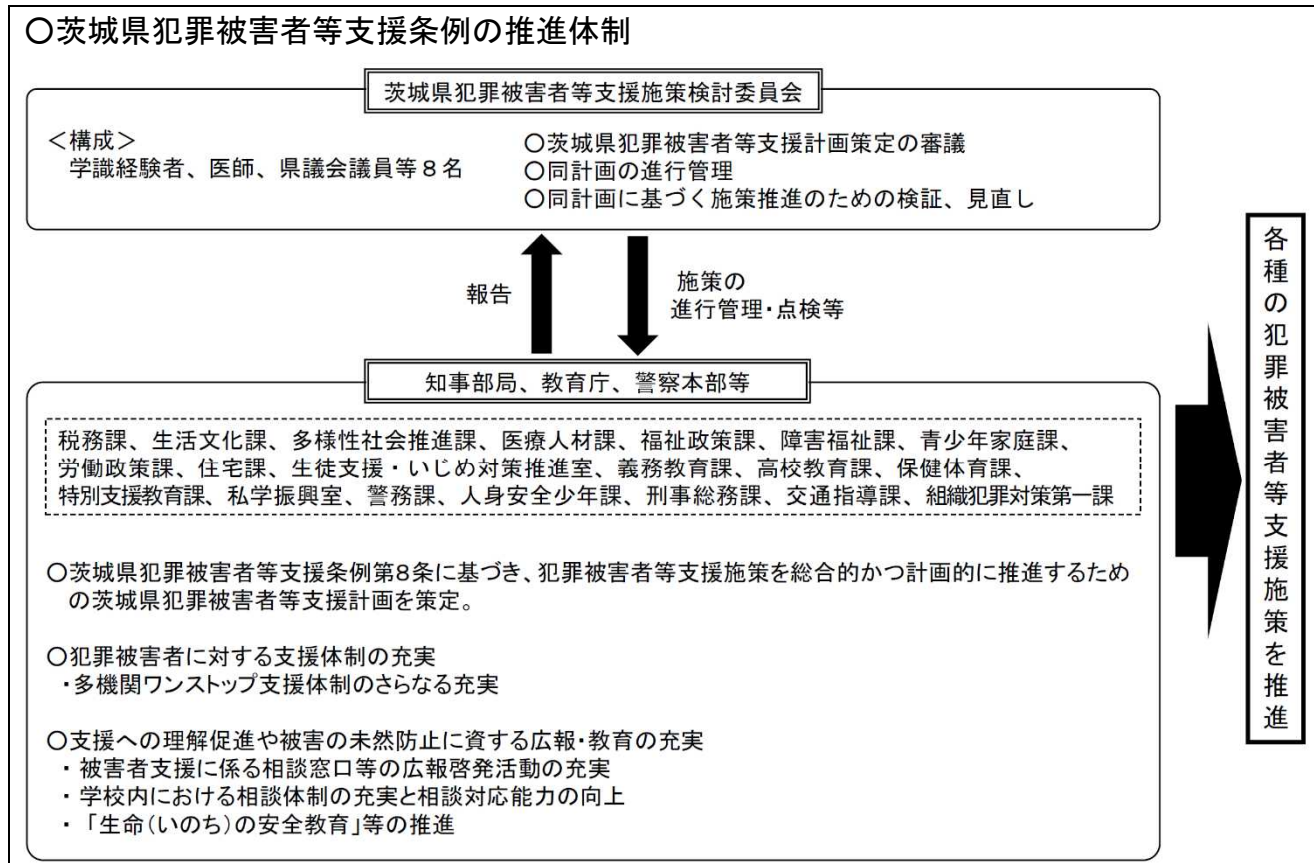 〇茨城県犯罪被害者等支援条例の推進体制
茨城県犯罪被害者等支援施策検討委員会
＜構成＞
学識経験者、医師、県議会議員等８名
〇茨城県犯罪被害者等支援計画策定の審議
〇同計画の進行管理
〇同計画に基づく施策推進のための検証、見直し
報告
施策の
進行管理・点検等
知事部局、教育庁、警察本部等
税務課、生活文化課、多様性社会推進課、医療人材課、福祉政策課、障害福祉課、青少年家庭課、
労働政策課、住宅課、生徒支援・いじめ対策推進室、義務教育課、高校教育課、保健体育課、
特別支援教育課、私学振興室、警務課、人身安全少年課、刑事総務課、交通指導課、組織犯罪対策第一課
〇茨城県犯罪被害者等支援条例第８条に基づき、犯罪被害者等支援施策を総合的かつ計画的に推進するため
の茨城県犯罪被害者等支援計画を策定。
〇犯罪被害者に対する支援体制の充実
・多機関ワンストップ支援体制のさらなる充実
〇支援への理解促進や被害の未然防止に資する広報・教育の充実
・ 被害者支援に係る相談窓口等の広報啓発活動の充実
・ 学校内における相談体制の充実と相談対応能力の向上
・ 「生命（いのち）の安全教育」等の推進
各種の犯罪被害者等支援施策を推進